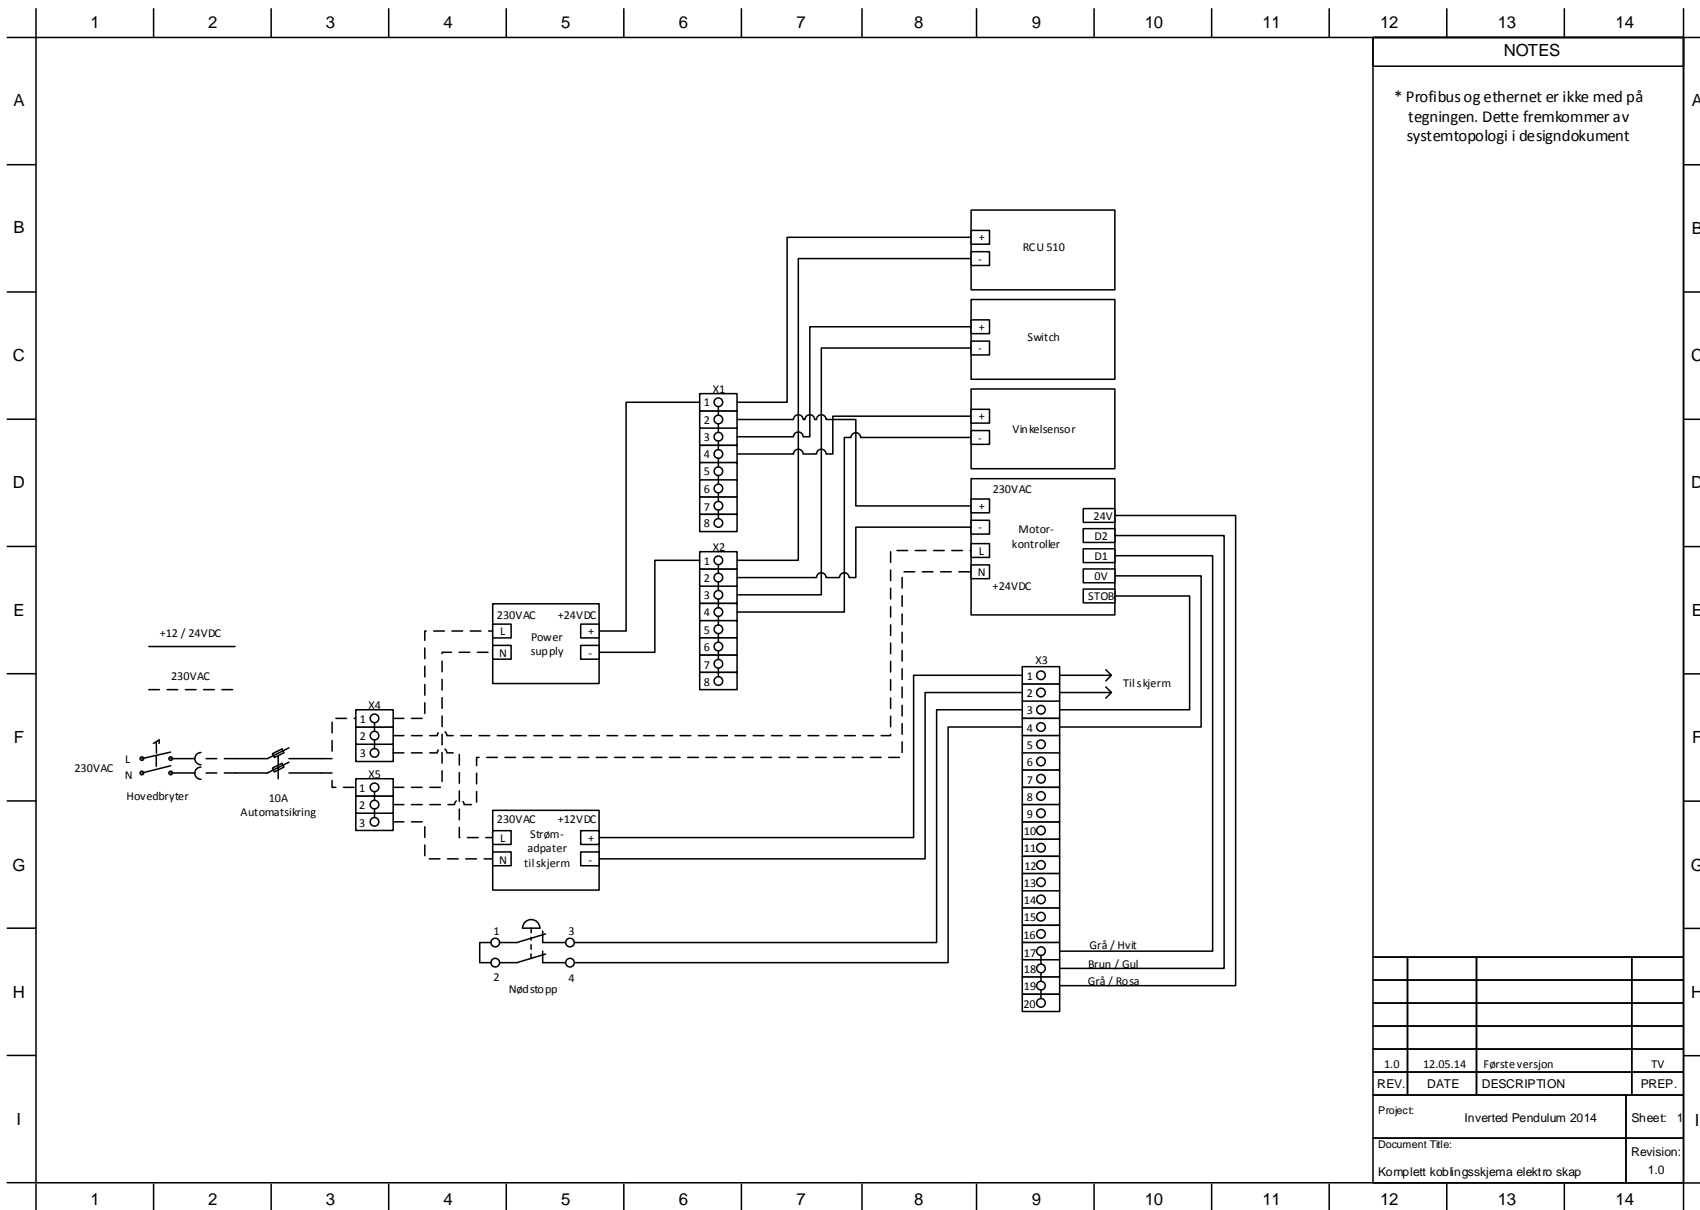 1 2 3 4 5 6 7 8 9 10 11 12 13 14
NOTES
A
* Profibus og ethernet er ikke med på
tegningen. Dette fremkommer av
systemtopologi i designdokument
A
B
B
+
-
RCU 510
C
C
+
-
Switch
X1
1
2
3
4
5
6
7
8
+
-
Vinkelsensor
D
D
230VAC
+
-
L
N
Motor-
kontroller
+24VDC
24V
D2
D1
0V
STOB
X2
1
2
3
4
5
6
7
8
E
E
+12 / 24VDC
230VAC
230VAC +24VDC
L
N
Power
supply
+
-
X3
1
2
3
4
5
6
7
8
9
10
11
12
13
14
15
16
17
18
19
20
Til skjerm
F
F
X4
1
2
3
230VAC
L
N
Hovedbryter
10A
Automatsikring
X5
1
2
3
G
G
230VAC +12VDC
L
N
Strøm-
adpater
til skjerm
+
-
1
2
3
4
Nødstopp
Grå / Hvit
Brun / Gul
Grå / Rosa
H
H
1.0 12.05.14 Første versjon TV
REV. DATE DESCRIPTION PREP.
I
I
Project: Inverted Pendulum 2014 Sheet: 1
Document Title:
Komplett koblingsskjema elektro skap
Revision:
1.0
1 2 3 4 5 6 7 8 9 10 11 12 13 14